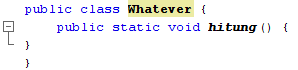 public class Whatever {
public static void hitung() {
}
}